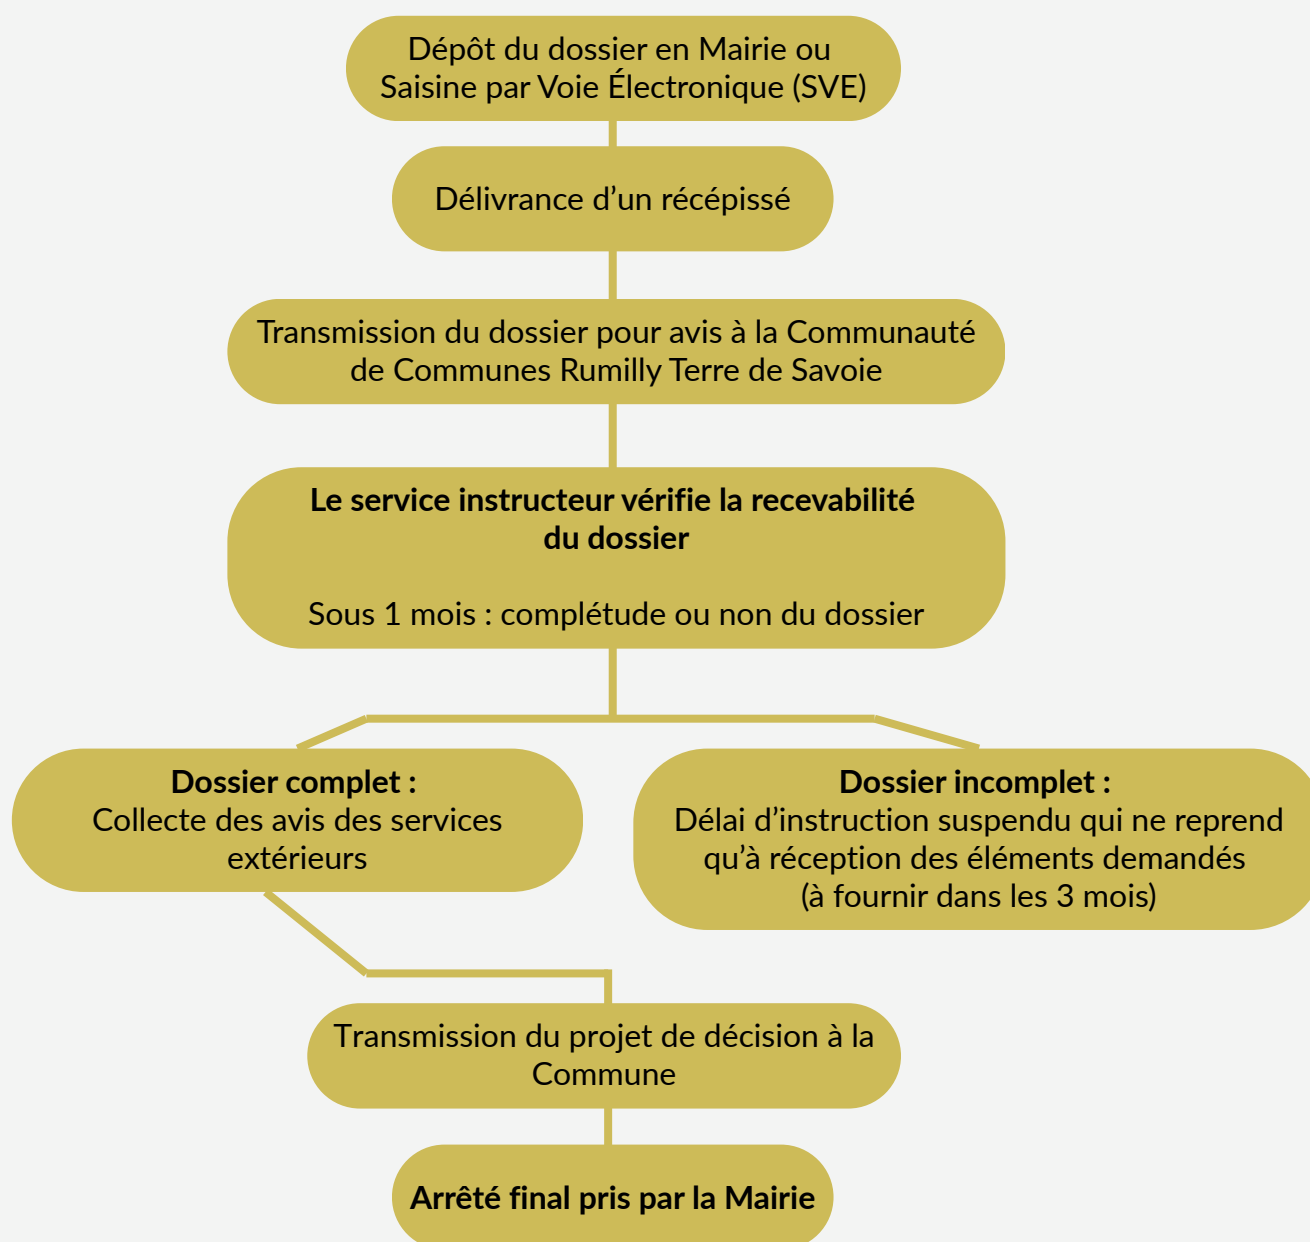 Dépôt du dossier en Mairie ou
Saisine par Voie Électronique (SVE)
Délivrance d’un récépissé
Transmission du dossier pour avis à la Communauté
de Communes Rumilly Terre de Savoie
Le service instructeur vérifie la recevabilité
du dossier
Sous 1 mois : complétude ou non du dossier
Dossier complet :
Collecte des avis des services
extérieurs
Dossier incomplet :
Délai d’instruction suspendu qui ne reprend
qu’à réception des éléments demandés
(à fournir dans les 3 mois)
Transmission du projet de décision à la
Commune
Arrêté final pris par la Mairie